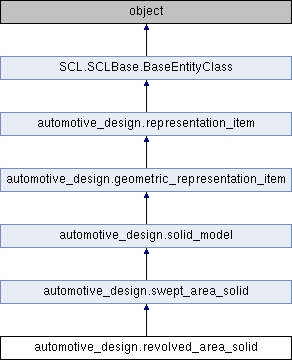 object
SCL.SCLBase.BaseEntityClass
automotive_design.representation_item
automotive_design.geometric_representation_item
automotive_design.solid_model
automotive_design.swept_area_solid
automotive_design.revolved_area_solid